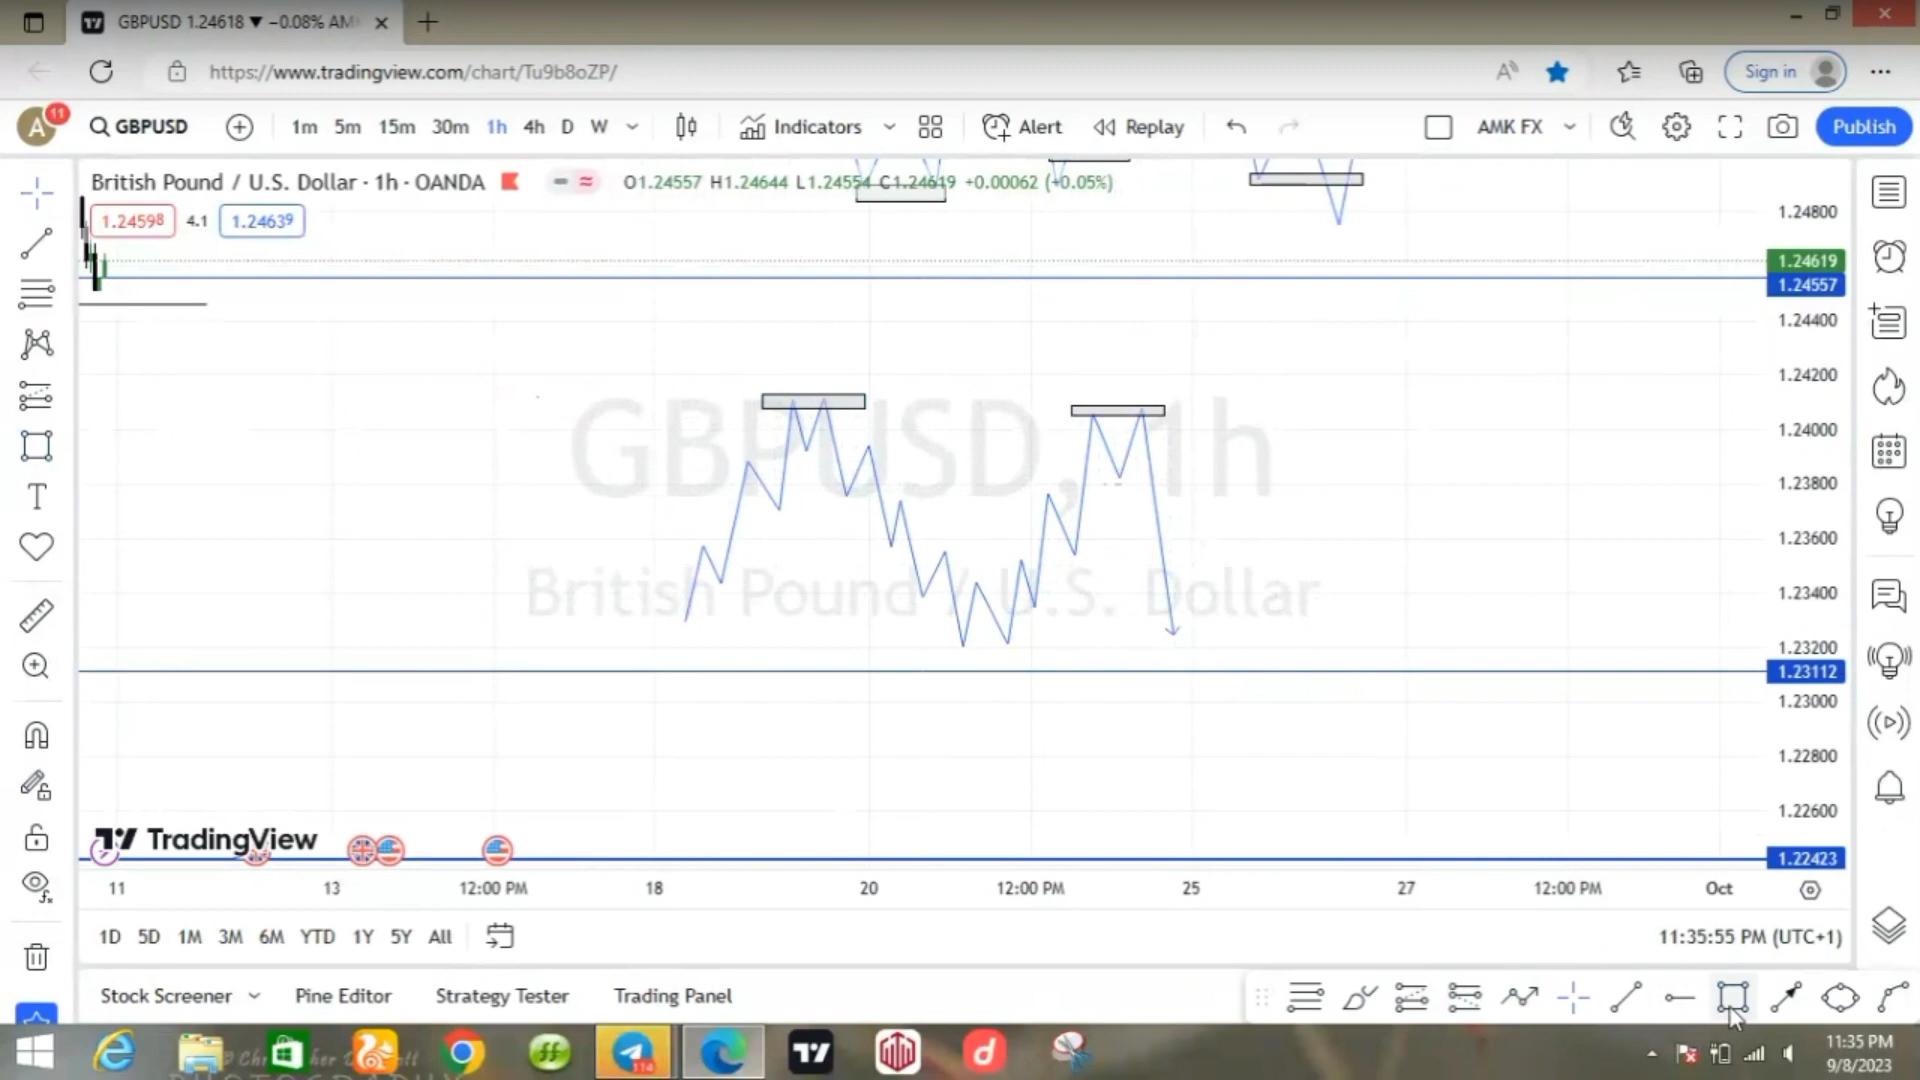 GBPUSD 1.24618 ▼ −0.08% AM
https://www.tradingview.com/chart/Tu9b8oZP/
Sign in
A 11
GBPUSD 1m 5m 15m 30m 1h 4h D W Indicators Alert Replay AMK FX Publish
British Pound / U.S. Dollar · 1h · OANDA O1.24557 H1.24644 L1.24554 C1.24619 +0.00062 (+0.05%)
1.24598 4.1 1.24639
1.24800
1.24619
1.24557
1.24400
1.24200
1.24000
1.23800
1.23600
1.23400
1.23200
1.23112
1.23000
1.22800
1.22600
1.22423
GBPUSD, 1h
British Pound / U.S. Dollar
TradingView
11 13 12:00 PM 18 20 12:00 PM 25 27 12:00 PM Oct
1D 5D 1M 3M 6M YTD 1Y 5Y All 11:35:55 PM (UTC+1)
Stock Screener Pine Editor Strategy Tester Trading Panel
114
11:35 PM
9/8/2023